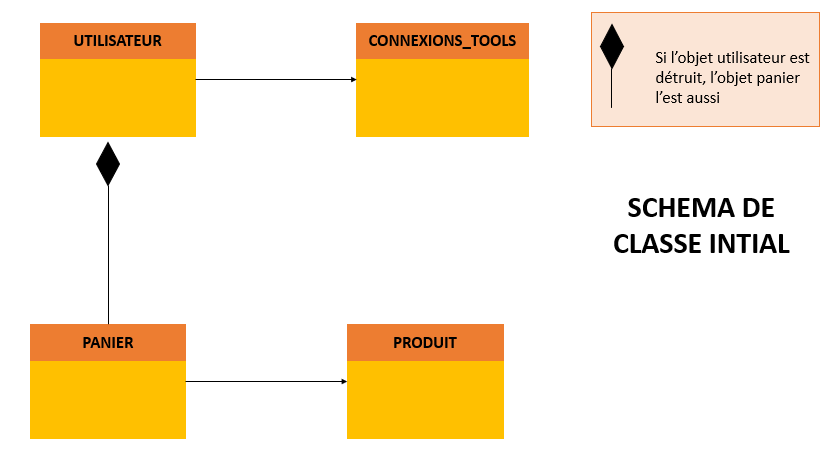 UTILISATEUR
CONNEXIONS_TOOLS
Si l’objet utilisateur est
détruit, l’objet panier
l’est aussi
SCHEMA DE
CLASSE INTIAL
PANIER
PRODUIT